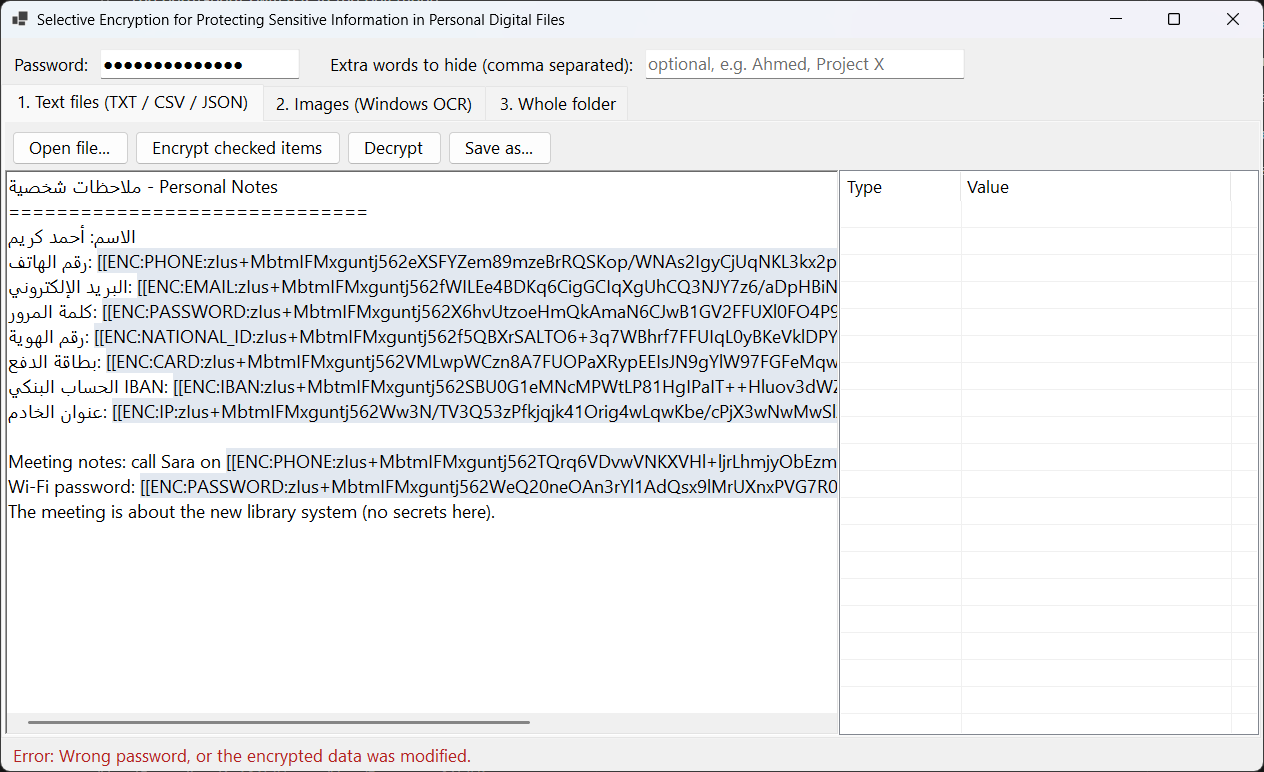 Selective Encryption for Protecting Sensitive Information in Personal Digital Files
Password: ●●●●●●●●●●●●●● Extra words to hide (comma separated): optional, e.g. Ahmed, Project X
1. Text files (TXT / CSV / JSON) 2. Images (Windows OCR) 3. Whole folder
Open file... Encrypt checked items Decrypt Save as...
Type Value
ملاحظات شخصية - Personal Notes
==============================
الاسم: أحمد كريم
رقم الهاتف: [[ENC:PHONE:zIus+MbtmIFMxguntj562eXSFYZem89mzeBrRQSKop/WNAs2IgyCjUqNKL3kx2p
البريد الإلكتروني: [[ENC:EMAIL:zIus+MbtmIFMxguntj562fWILEe4BDKq6CigGCIqXgUhCQ3NJY7z6/aDpHBiN
كلمة المرور: [[ENC:PASSWORD:zIus+MbtmIFMxguntj562X6hvUtzoeHmQkAmaN6CJwB1GV2FFUXl0FO4P9
رقم الهوية: [[ENC:NATIONAL_ID:zIus+MbtmIFMxguntj562f5QBXrSALTO6+3q7WBhrf7FFUIqL0yBKeVklDPY
بطاقة الدفع: [[ENC:CARD:zIus+MbtmIFMxguntj562VMLwpWCzn8A7FUOPaXRypEEIsJN9gYlW97FGFeMqw
الحساب البنكي IBAN: [[ENC:IBAN:zIus+MbtmIFMxguntj562SBU0G1eMNcMPWtLP81HgIPaIT++Hluov3dWZ
عنوان الخادم: [[ENC:IP:zIus+MbtmIFMxguntj562Ww3N/TV3Q53zPfkjqjk41Orig4wLqwKbe/cPjX3wNwMwSl
Meeting notes: call Sara on [[ENC:PHONE:zIus+MbtmIFMxguntj562TQrq6VDvwVNKXVHl+ljrLhmjyObEzm
Wi-Fi password: [[ENC:PASSWORD:zIus+MbtmIFMxguntj562WeQ20neOAn3rYl1AdQsx9lMrUXnxPVG7R0
The meeting is about the new library system (no secrets here).
Error: Wrong password, or the encrypted data was modified.